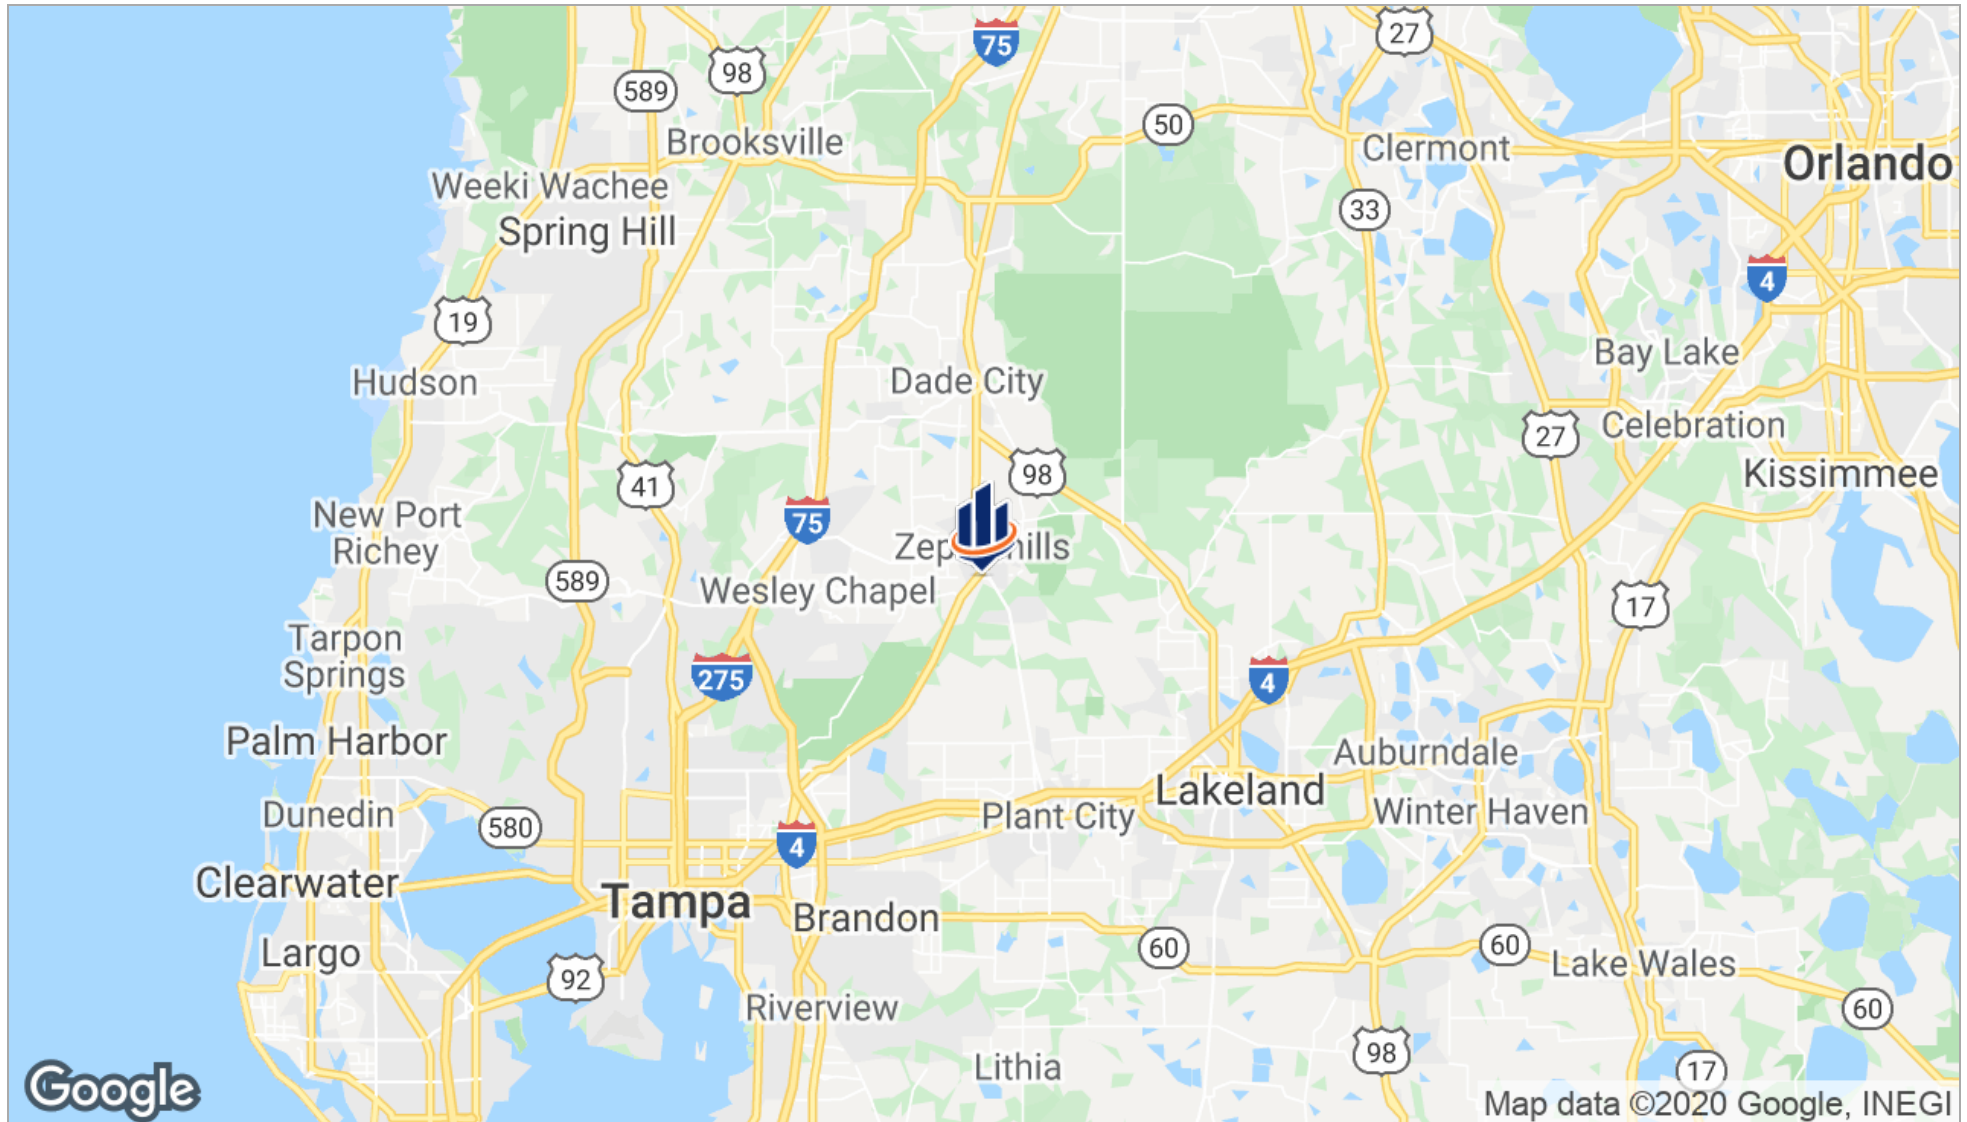 75
27
98
589
50
Brooksville
Clermont
Orlando
Weeki Wachee
33
Spring Hill
4
19
Bay Lake
Hudson
Dade City
27
Celebration
98
Kissimmee
41
New Port
Richey
75
Zep hills
589
Wesley Chapel
17
Tarpon
Springs
275
4
Palm Harbor
Auburndale
Lakeland
Dunedin
580
Plant City
Winter Haven
4
Clearwater
Tampa
Brandon
Largo
60
60
Lake Wales
92
Riverview
60
98
Lithia
17
Google
Map data ©2020 Google, INEGI